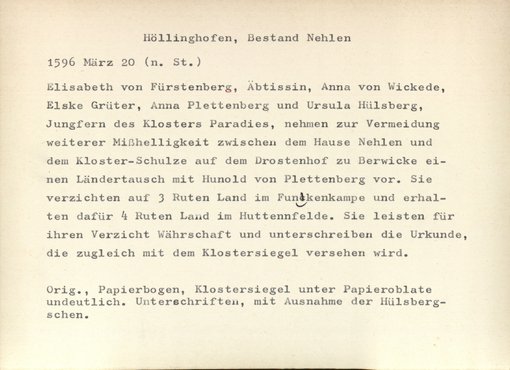 Höllinghofen, Bestand Nehlen
1596 März 20 (n. St.)
Elisabeth von Fürstenberg, Äbtissin, Anna von Wickede,
Elske Grüter, Anna Plettenberg und Ursula Hülsberg,
Jungfern des Klosters Paradies, nehmen zur Vermeidung
weiterer Mißhelligkeit zwischen dem Hause Nehlen und
dem Kloster-Schulze auf dem Drostenhof zu Berwicke ei-
nen Ländertausch mit Hunold von Plettenberg vor. Sie
verzichten auf 3 Ruten Land im Funkenkampe und erhal-
ten dafür 4 Ruten Land im Huttennfelde. Sie leisten für
ihren Verzicht Währschaft und unterschreiben die Urkunde,
die zugleich mit dem Klostersiegel versehen wird.
Orig., Papierbogen, Klostersiegel unter Papieroblate
undeutlich. Unterschriften, mit Ausnahme der Hülsberg-
schen.